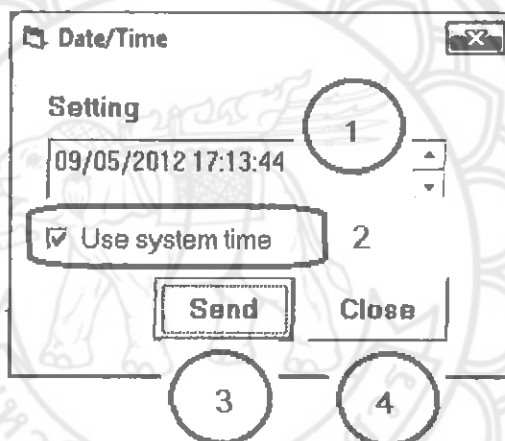 Date/Time
Setting
1
09/05/2012 17:13:44
Use system time 2
Send Close
3 4